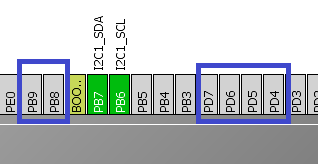 I2C1_SDA
I2C1_SCL
PE0
PB9
PB8
BOO..
PB7
PB6
PB5
PB4
PB3
PD7
PD6
PD5
PD4
PD3